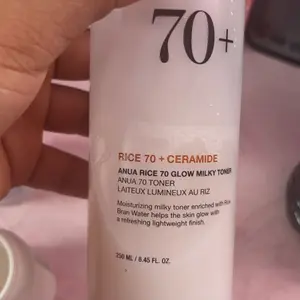 70+
RICE 70 + CERAMIDE
ANUA RICE 70 GLOW MILKY TONER
ANUA 70 TONER
LAITEUX LUMINEUX AU RIZ
Moisturizing milky toner enriched with Rice
Bran Water helps the skin glow with
a refreshing lightweight finish.
250 ML / 8.45 FL. OZ.